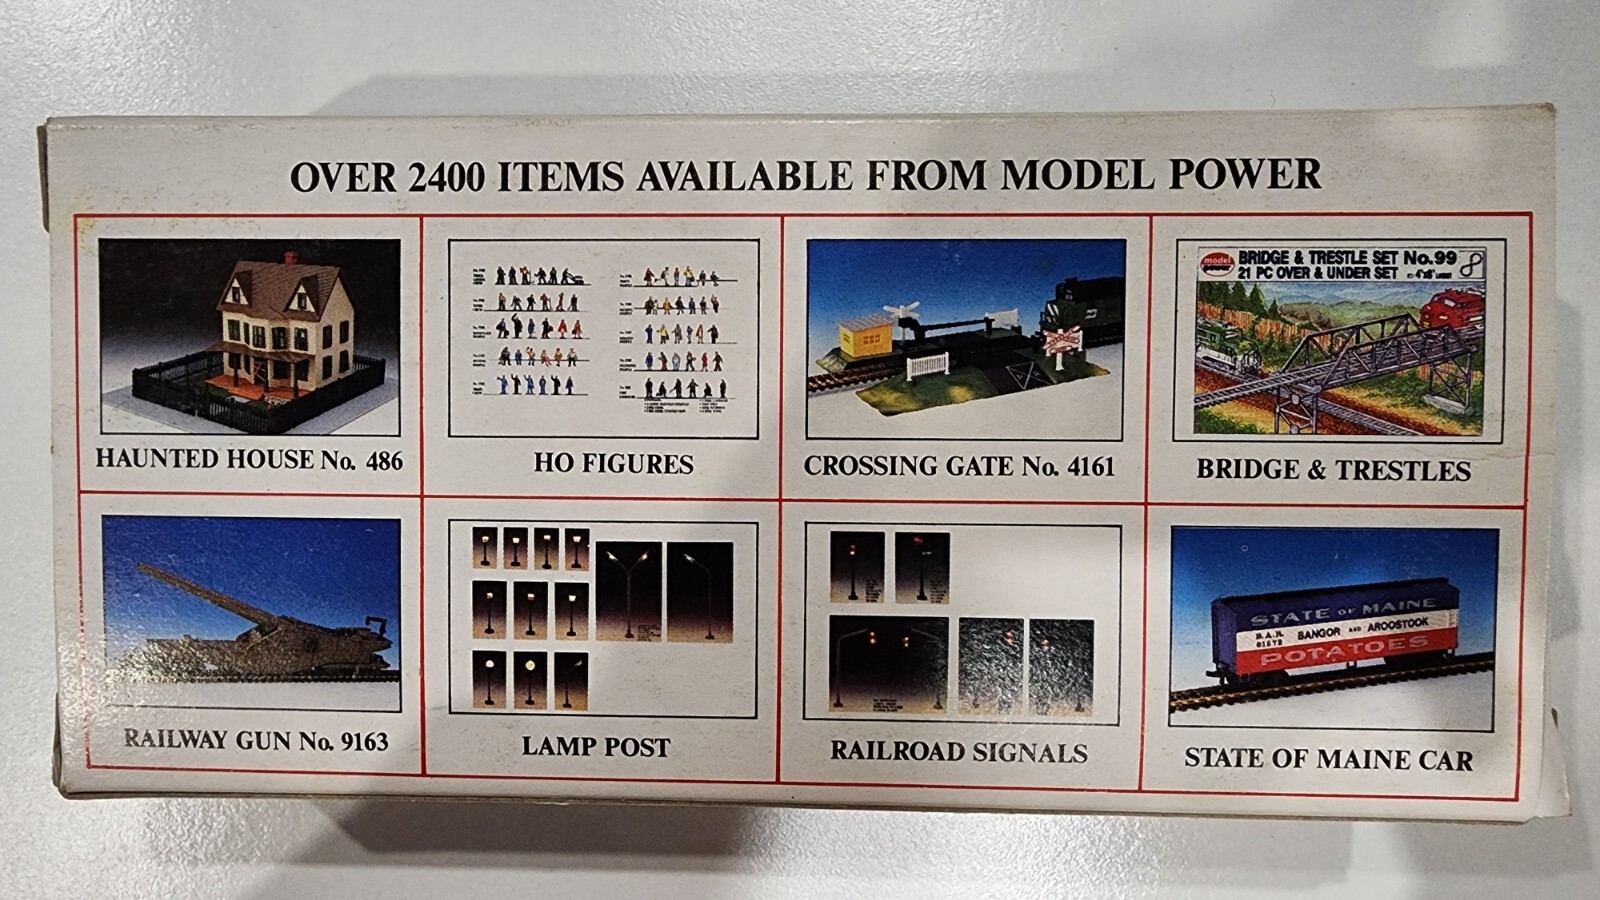 OVER 2400 ITEMS AVAILABLE FROM MODEL POWER
HAUNTED HOUSE No. 486
HO FIGURES
CROSSING GATE No. 4161
model power
BRIDGE & TRESTLE SET No.99
21 PC OVER & UNDER SET
BRIDGE & TRESTLES
RAILWAY GUN No. 9163
LAMP POST
RAILROAD SIGNALS
STATE OF MAINE
B.A.R. BANGOR AND AROOSTOOK
POTATOES
STATE OF MAINE CAR